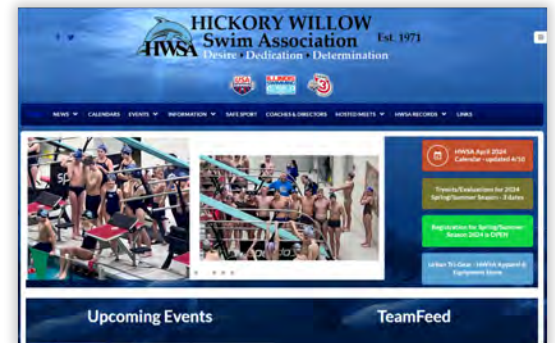 HICKORY WILLOW
HWSA Swim Association Est. 1971
Desire • Dedication • Determination
USA
ILLINOIS
NEWS CALENDARS EVENTS INFORMATION SAFE SPORT COACHES & DIRECTORS HOSTED MEETS HWSA RECORDS LINKS
HWSA April 2024
Calendar - updated 4/10
Tryouts/Evaluations for 2024
Spring/Summer Season - 3 dates
Registration for Spring/Summer
Season 2024 is OPEN
Urban Tri-Gear - HWSA Apparel &
Equipment Store
Upcoming Events
TeamFeed